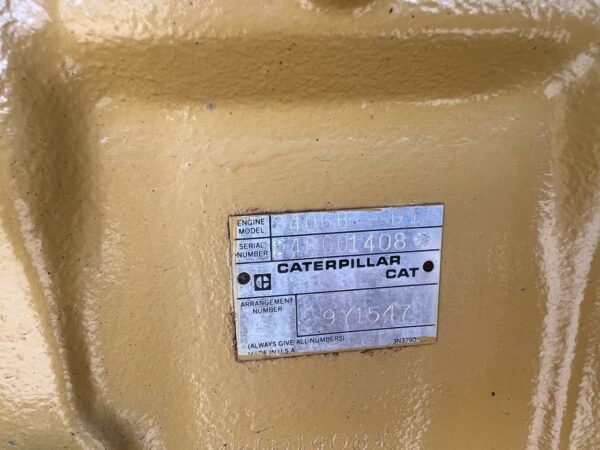 ENGINE MODEL 3406B DI
SERIAL NUMBER *4RG01408*
C CATERPILLAR
CAT
ARRANGEMENT NUMBER
9Y1547
(ALWAYS GIVE ALL NUMBERS) 3N3790
MADE IN U.S.A.